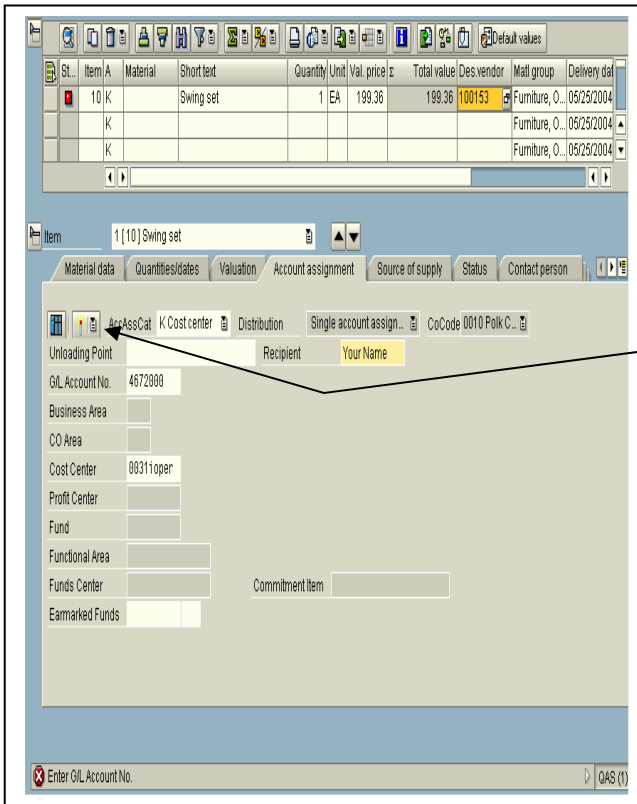 Default values
St... Item A Material Short text Quantity Unit Val. price Σ Total value Des.vendor Matl group Delivery dat
10 K Swing set 1 EA 199.36 199.36 100153 Furniture, O... 05/25/2004
K Furniture, O... 05/25/2004
K Furniture, O... 05/25/2004
Item 1 [ 10 ] Swing set
Material data Quantities/dates Valuation Account assignment Source of supply Status Contact person
AccAssCat K Cost center Distribution Single account assign... CoCode 0010 Polk C...
Unloading Point Recipient Your Name
G/L Account No. 4672000
Business Area
CO Area
Cost Center 0031ioper
Profit Center
Fund
Functional Area
Funds Center Commitment Item
Earmarked Funds
Enter G/L Account No. QAS (1)